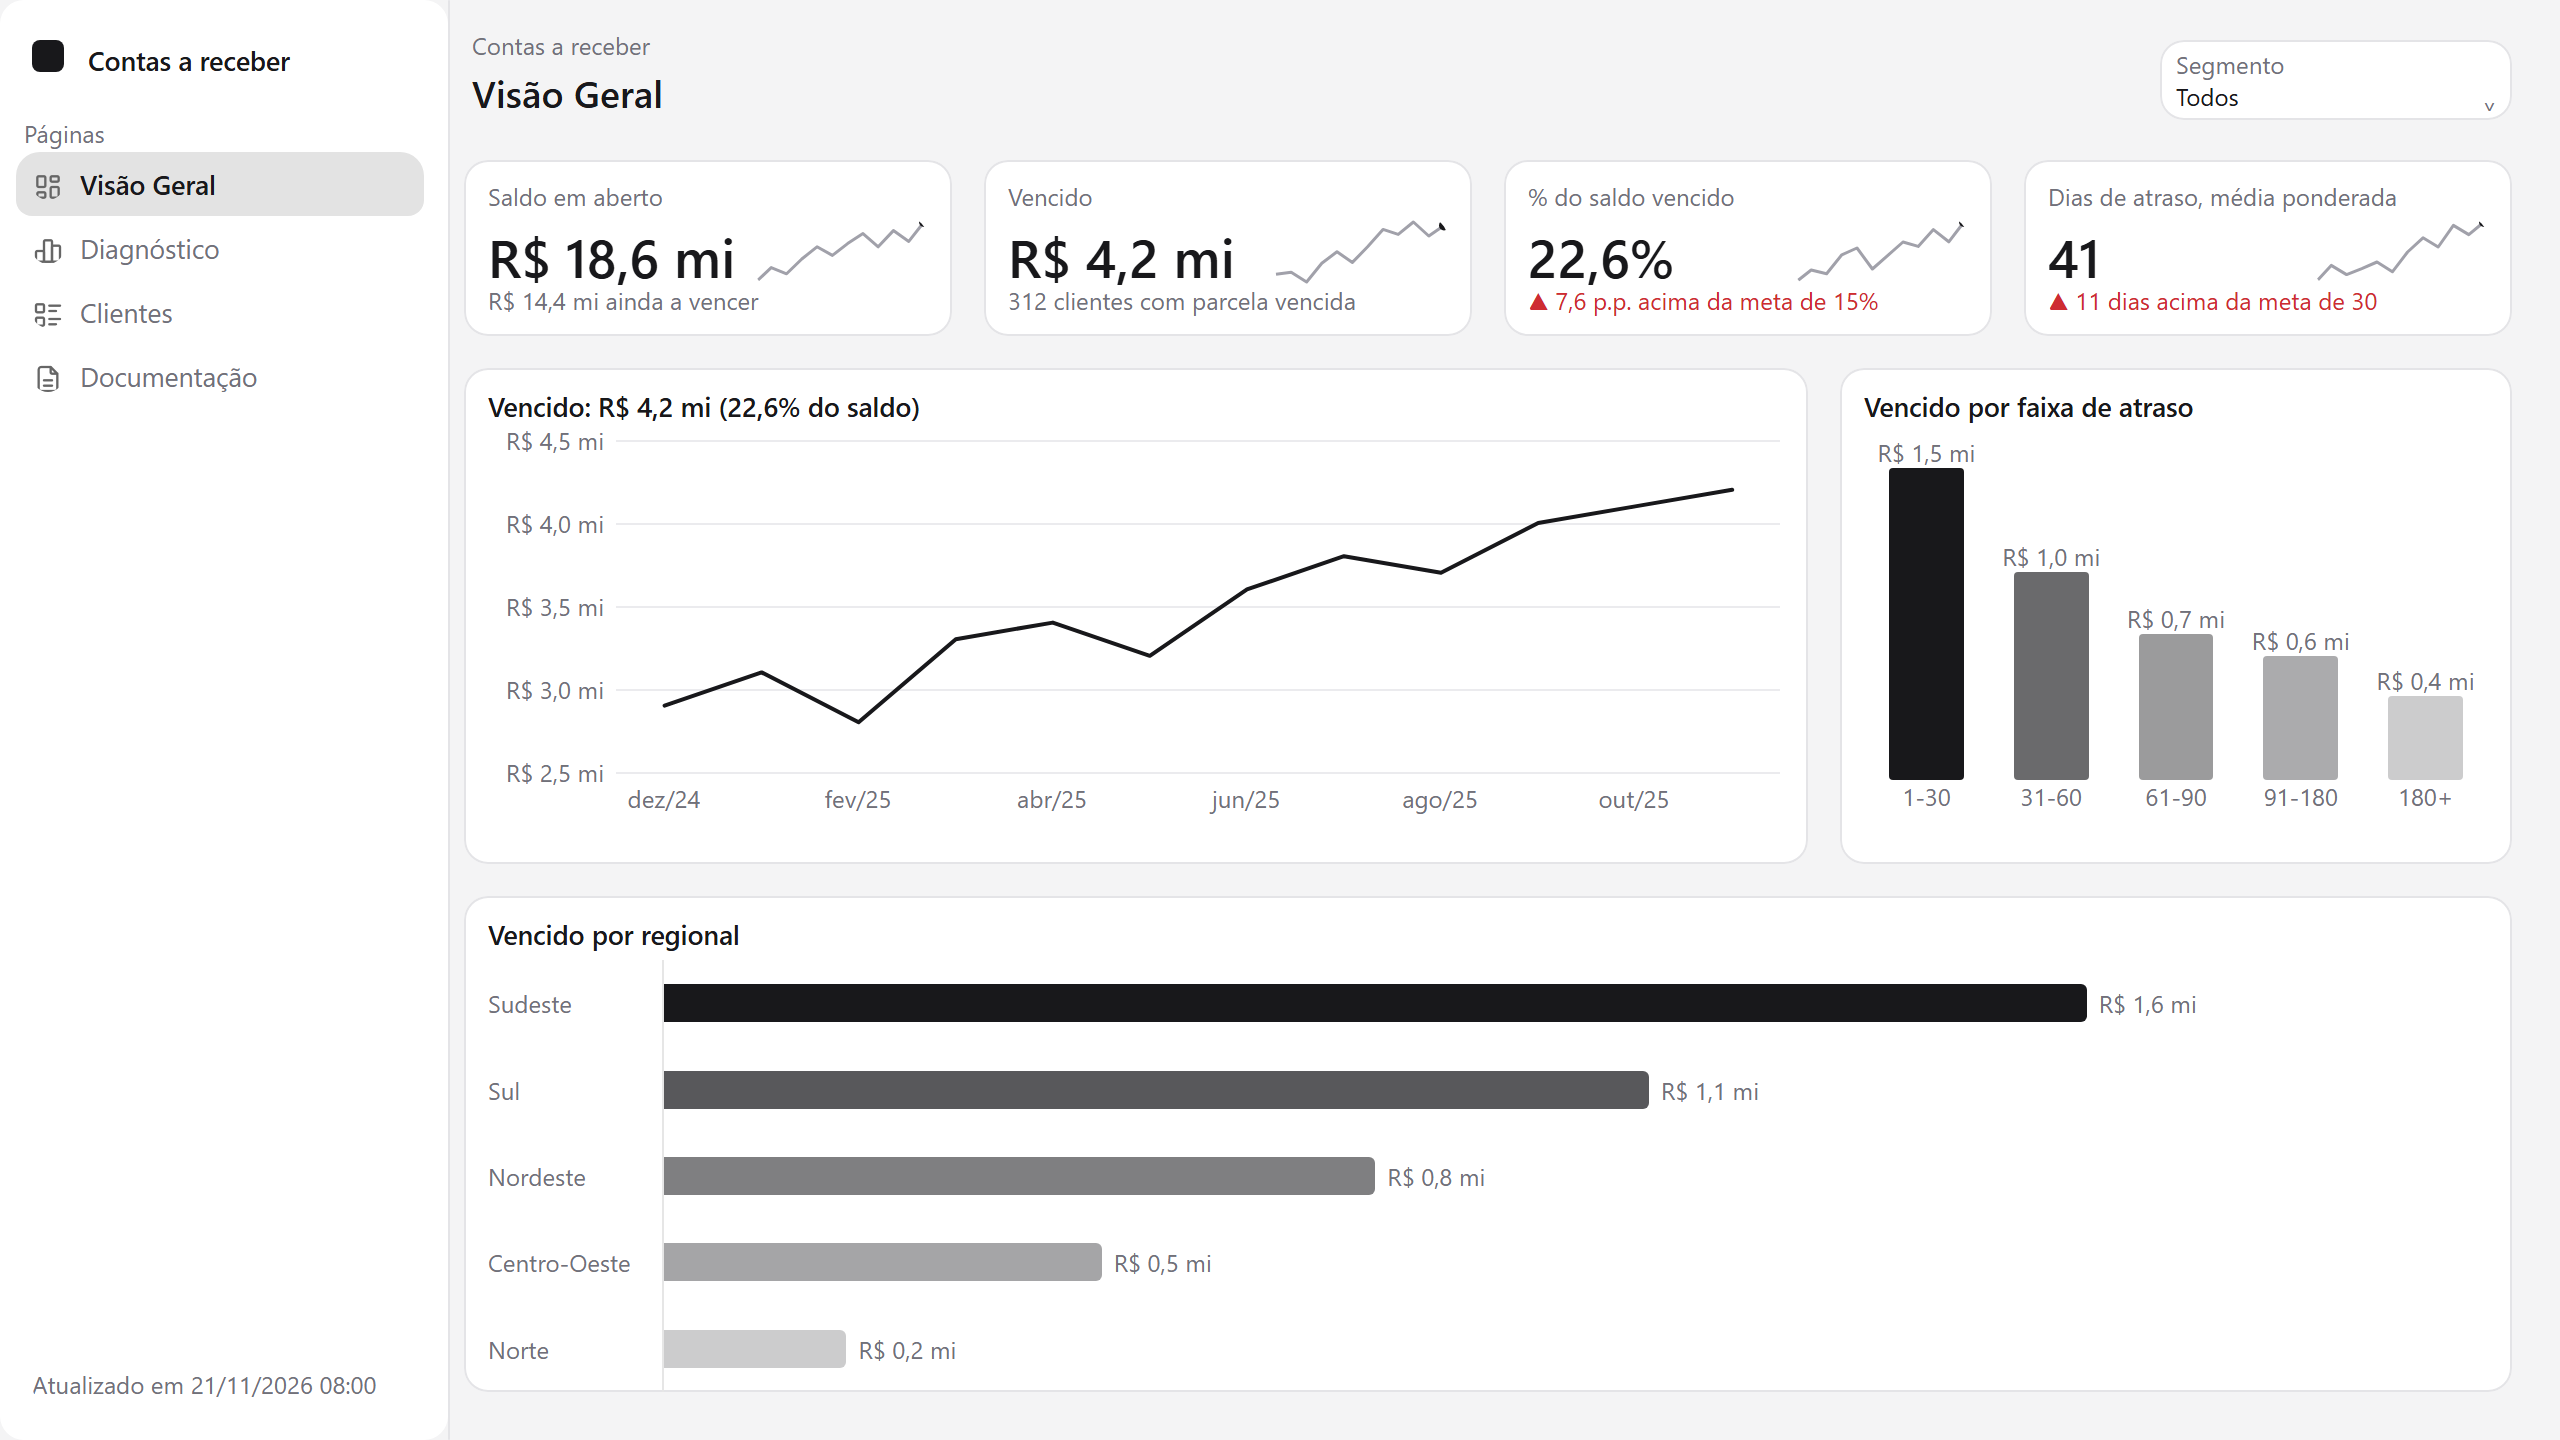 Contas a receber
Páginas
Visão Geral
Diagnóstico
Clientes
Documentação
Atualizado em 21/11/2026 08:00
Contas a receber
Visão Geral
Segmento
Todos
Saldo em aberto
R$ 18,6 mi
R$ 14,4 mi ainda a vencer
Vencido
R$ 4,2 mi
312 clientes com parcela vencida
% do saldo vencido
22,6%
▲ 7,6 p.p. acima da meta de 15%
Dias de atraso, média ponderada
41
▲ 11 dias acima da meta de 30
Vencido: R$ 4,2 mi (22,6% do saldo)
R$ 4,5 mi
R$ 4,0 mi
R$ 3,5 mi
R$ 3,0 mi
R$ 2,5 mi
dez/24 fev/25 abr/25 jun/25 ago/25 out/25
Vencido por faixa de atraso
R$ 1,5 mi
R$ 1,0 mi
R$ 0,7 mi
R$ 0,6 mi
R$ 0,4 mi
1-30 31-60 61-90 91-180 180+
Vencido por regional
Sudeste R$ 1,6 mi
Sul R$ 1,1 mi
Nordeste R$ 0,8 mi
Centro-Oeste R$ 0,5 mi
Norte R$ 0,2 mi